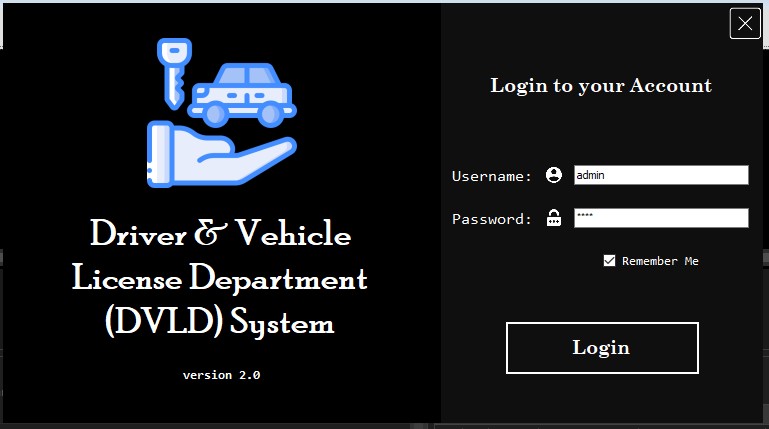 Driver & Vehicle
License Department
(DVLD) System
version 2.0
Login to your Account
Username: admin
Password: ****
Remember Me
Login